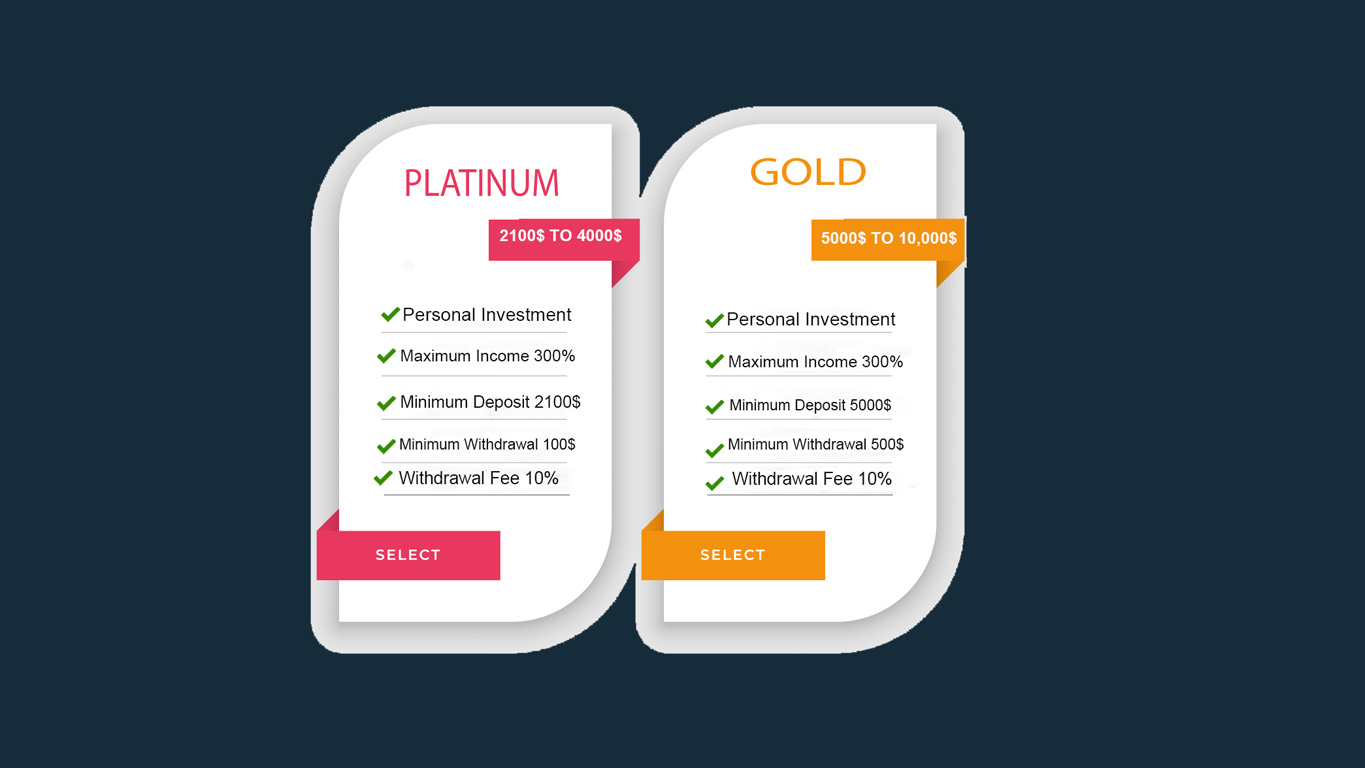 PLATINUM
2100$ TO 4000$
Personal Investment
Maximum Income 300%
Minimum Deposit 2100$
Minimum Withdrawal 100$
Withdrawal Fee 10%
SELECT
GOLD
5000$ TO 10,000$
Personal Investment
Maximum Income 300%
Minimum Deposit 5000$
Minimum Withdrawal 500$
Withdrawal Fee 10%
SELECT